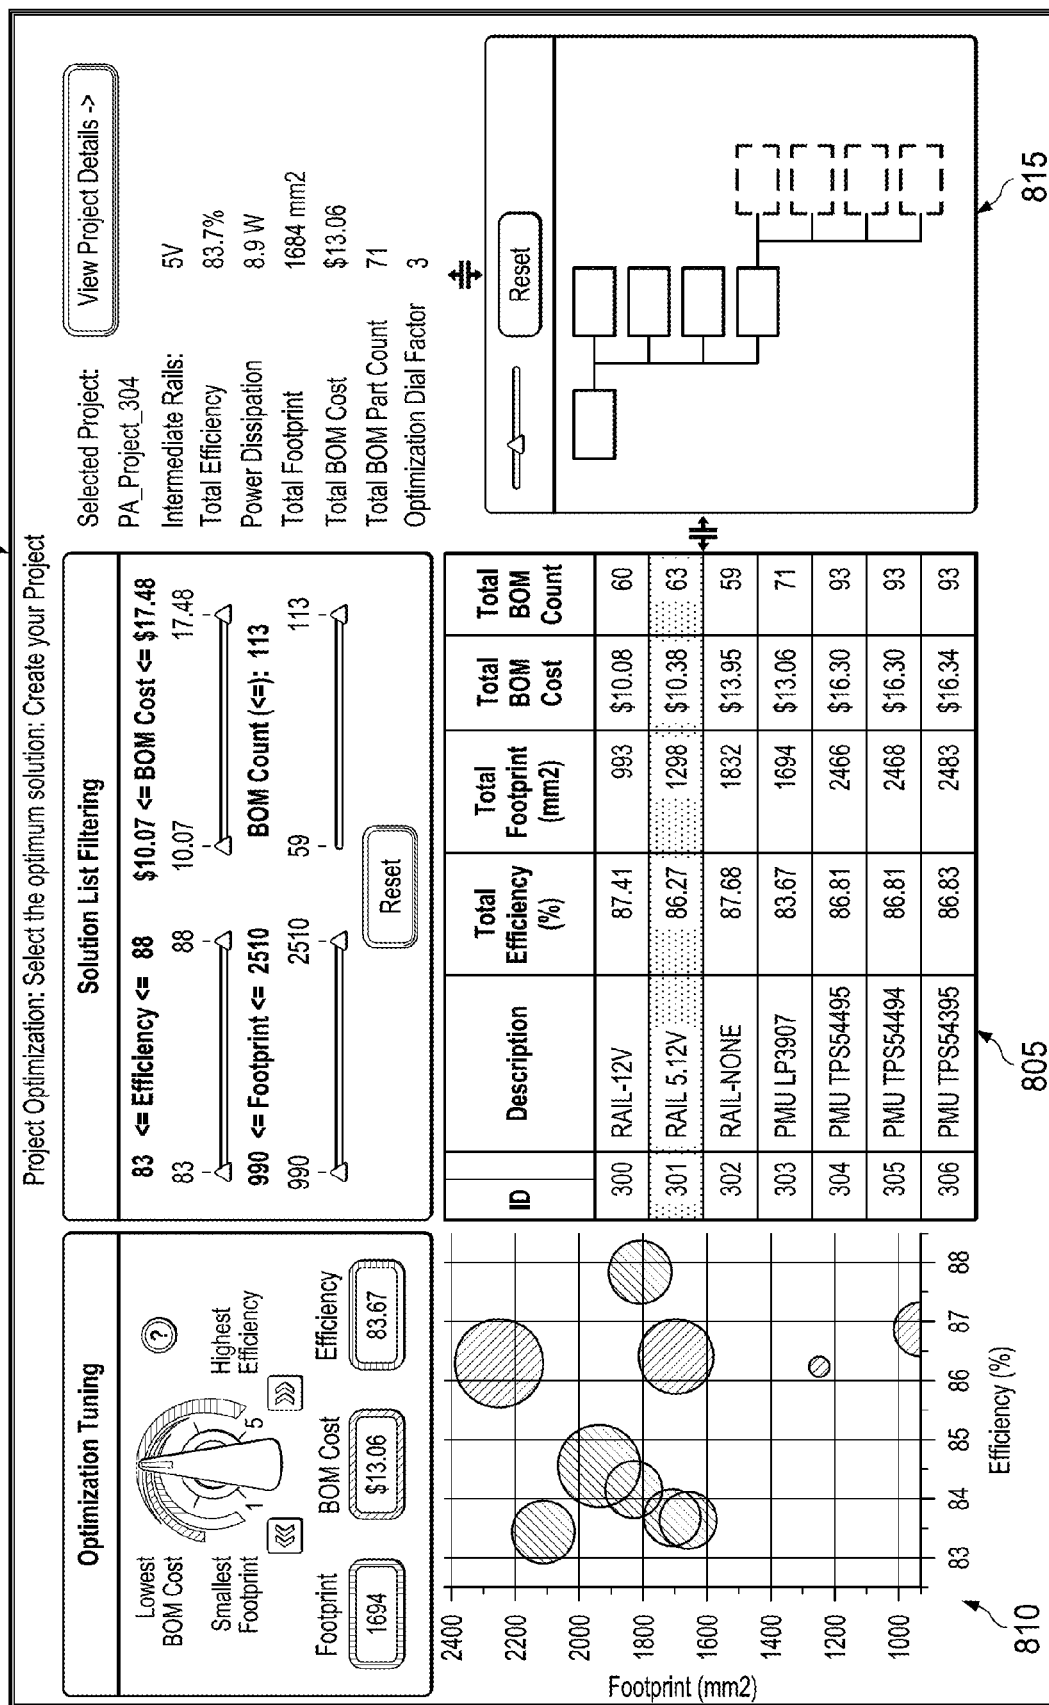 Project Optimization: Select the optimum solution: Create your Project
Optimization Tuning
Lowest
BOM Cost
?
Smallest
Footprint
Highest
Efficiency
1
5
<<<
>>>
Footprint
BOM Cost
Efficiency
1694
$13.06
83.67
Solution List Filtering
83 <= Efficiency <= 88
$10.07 <= BOM Cost <= $17.48
83
88
10.07
17.48
990 <= Footprint <= 2510
BOM Count (<=): 113
990
2510
59
113
Reset
Selected Project:
View Project Details ->
PA_Project_304
Intermediate Rails: 5V
Total Efficiency 83.7%
Power Dissipation 8.9 W
Total Footprint 1684 mm2
Total BOM Cost $13.06
Total BOM Part Count 71
Optimization Dial Factor 3
2400
2200
2000
1800
1600
1400
1200
1000
Footprint (mm2)
83 84 85 86 87 88
Efficiency (%)
810
ID Description Total Efficiency (%) Total Footprint (mm2) Total BOM Cost Total BOM Count
300 RAIL-12V 87.41 993 $10.08 60
301 RAIL 5.12V 86.27 1298 $10.38 63
302 RAIL-NONE 87.68 1832 $13.95 59
303 PMU LP3907 83.67 1694 $13.06 71
304 PMU TPS54495 86.81 2466 $16.30 93
305 PMU TPS54494 86.81 2468 $16.30 93
306 PMU TPS54395 86.83 2483 $16.34 93
805
Reset
815